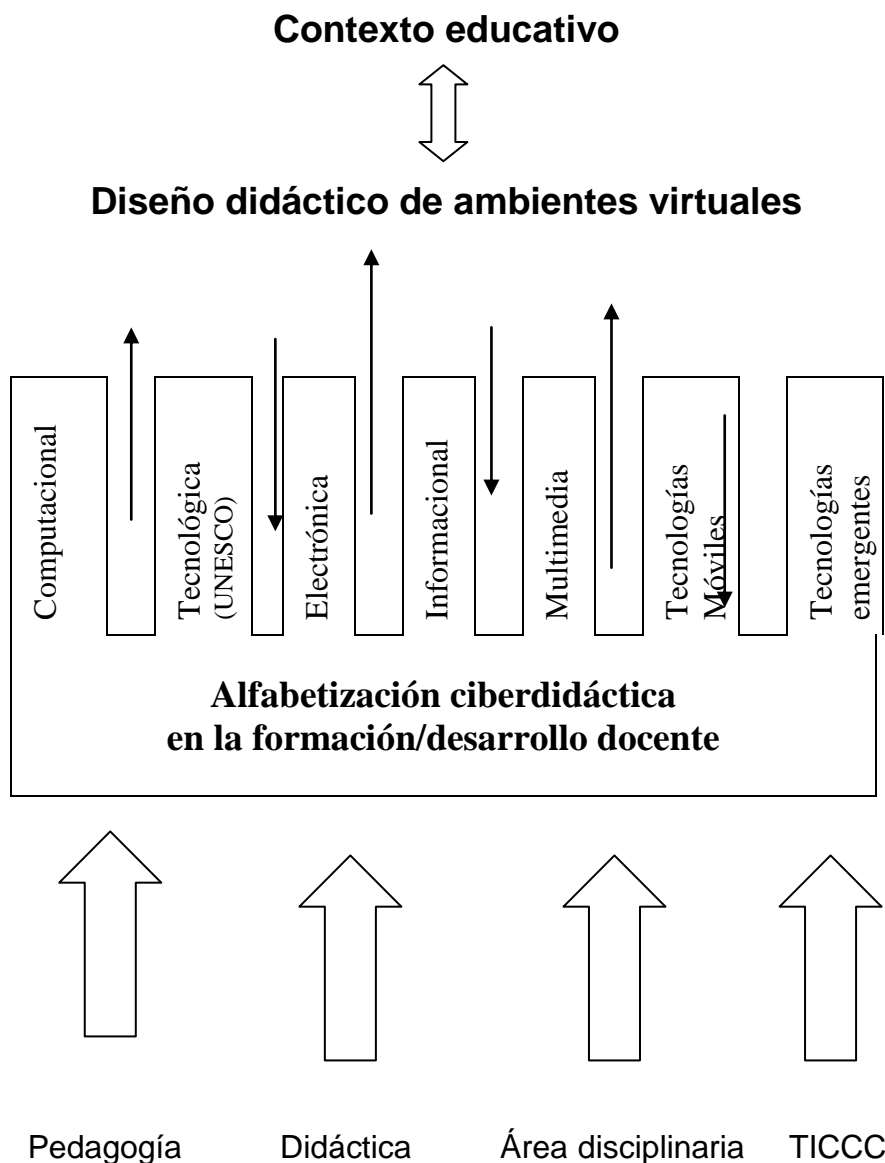 Contexto educativo
Diseño didáctico de ambientes virtuales
Computacional
Tecnológica
(UNESCO)
Electrónica
Informacional
Multimedia
Tecnologías
Móviles
Tecnologías
emergentes
Alfabetización ciberdidáctica
en la formación/desarrollo docente
Pedagogía Didáctica Área disciplinaria TICCC